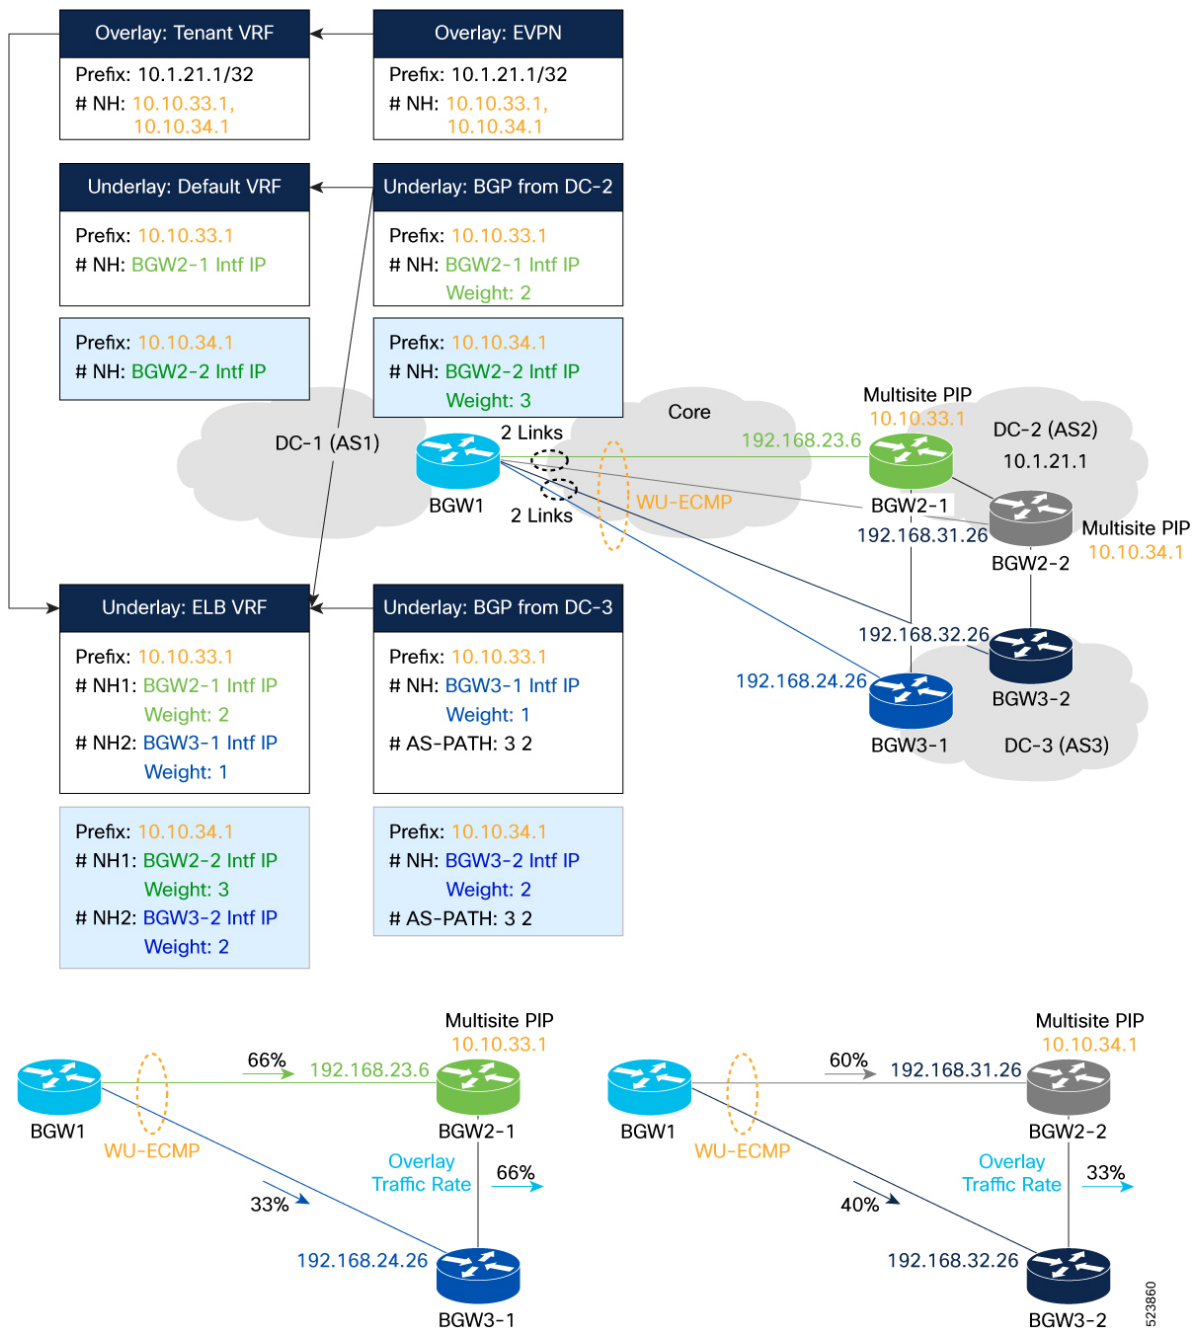 Overlay: Tenant VRF
Prefix: 10.1.21.1/32
# NH: 10.10.33.1,
10.10.34.1
Overlay: EVPN
Prefix: 10.1.21.1/32
# NH: 10.10.33.1,
10.10.34.1
Underlay: Default VRF
Prefix: 10.10.33.1
# NH: BGW2-1 Intf IP
Prefix: 10.10.34.1
# NH: BGW2-2 Intf IP
Underlay: BGP from DC-2
Prefix: 10.10.33.1
# NH: BGW2-1 Intf IP
Weight: 2
Prefix: 10.10.34.1
# NH: BGW2-2 Intf IP
Weight: 3
DC-1 (AS1)
BGW1
2 Links
2 Links
Core
WU-ECMP
Multisite PIP
10.10.33.1
192.168.23.6
BGW2-1
DC-2 (AS2)
10.1.21.1
192.168.31.26
BGW2-2
Multisite PIP
10.10.34.1
192.168.32.26
BGW3-2
192.168.24.26
BGW3-1
DC-3 (AS3)
Underlay: ELB VRF
Prefix: 10.10.33.1
# NH1: BGW2-1 Intf IP
Weight: 2
# NH2: BGW3-1 Intf IP
Weight: 1
Prefix: 10.10.34.1
# NH1: BGW2-2 Intf IP
Weight: 3
# NH2: BGW3-2 Intf IP
Weight: 2
Underlay: BGP from DC-3
Prefix: 10.10.33.1
# NH: BGW3-1 Intf IP
Weight: 1
# AS-PATH: 3 2
Prefix: 10.10.34.1
# NH: BGW3-2 Intf IP
Weight: 2
# AS-PATH: 3 2
Multisite PIP
10.10.33.1
66%
192.168.23.6
BGW1
BGW2-1
WU-ECMP
Overlay
Traffic Rate
66%
33%
192.168.24.26
BGW3-1
Multisite PIP
10.10.34.1
60%
192.168.31.26
BGW1
BGW2-2
WU-ECMP
Overlay
Traffic Rate
33%
40%
192.168.32.26
BGW3-2
523860